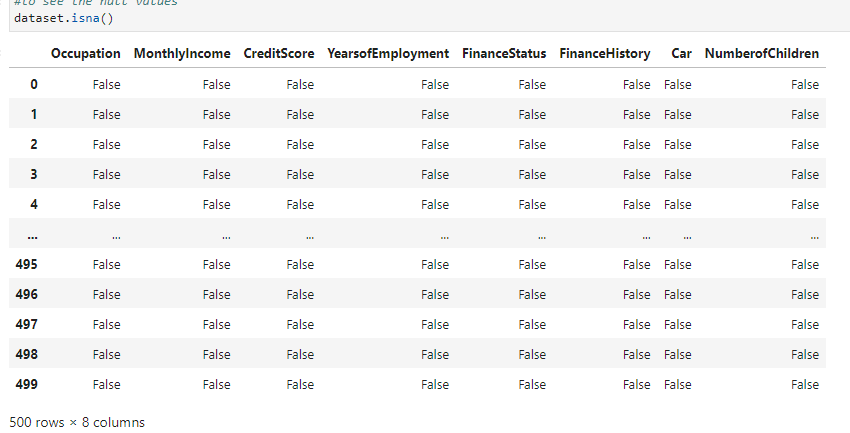 #to see the null values
dataset.isna()
Occupation MonthlyIncome CreditScore YearsofEmployment FinanceStatus FinanceHistory Car NumberofChildren
0 False False False False False False False False
1 False False False False False False False False
2 False False False False False False False False
3 False False False False False False False False
4 False False False False False False False False
... ... ... ... ... ... ... ... ...
495 False False False False False False False False
496 False False False False False False False False
497 False False False False False False False False
498 False False False False False False False False
499 False False False False False False False False
500 rows × 8 columns